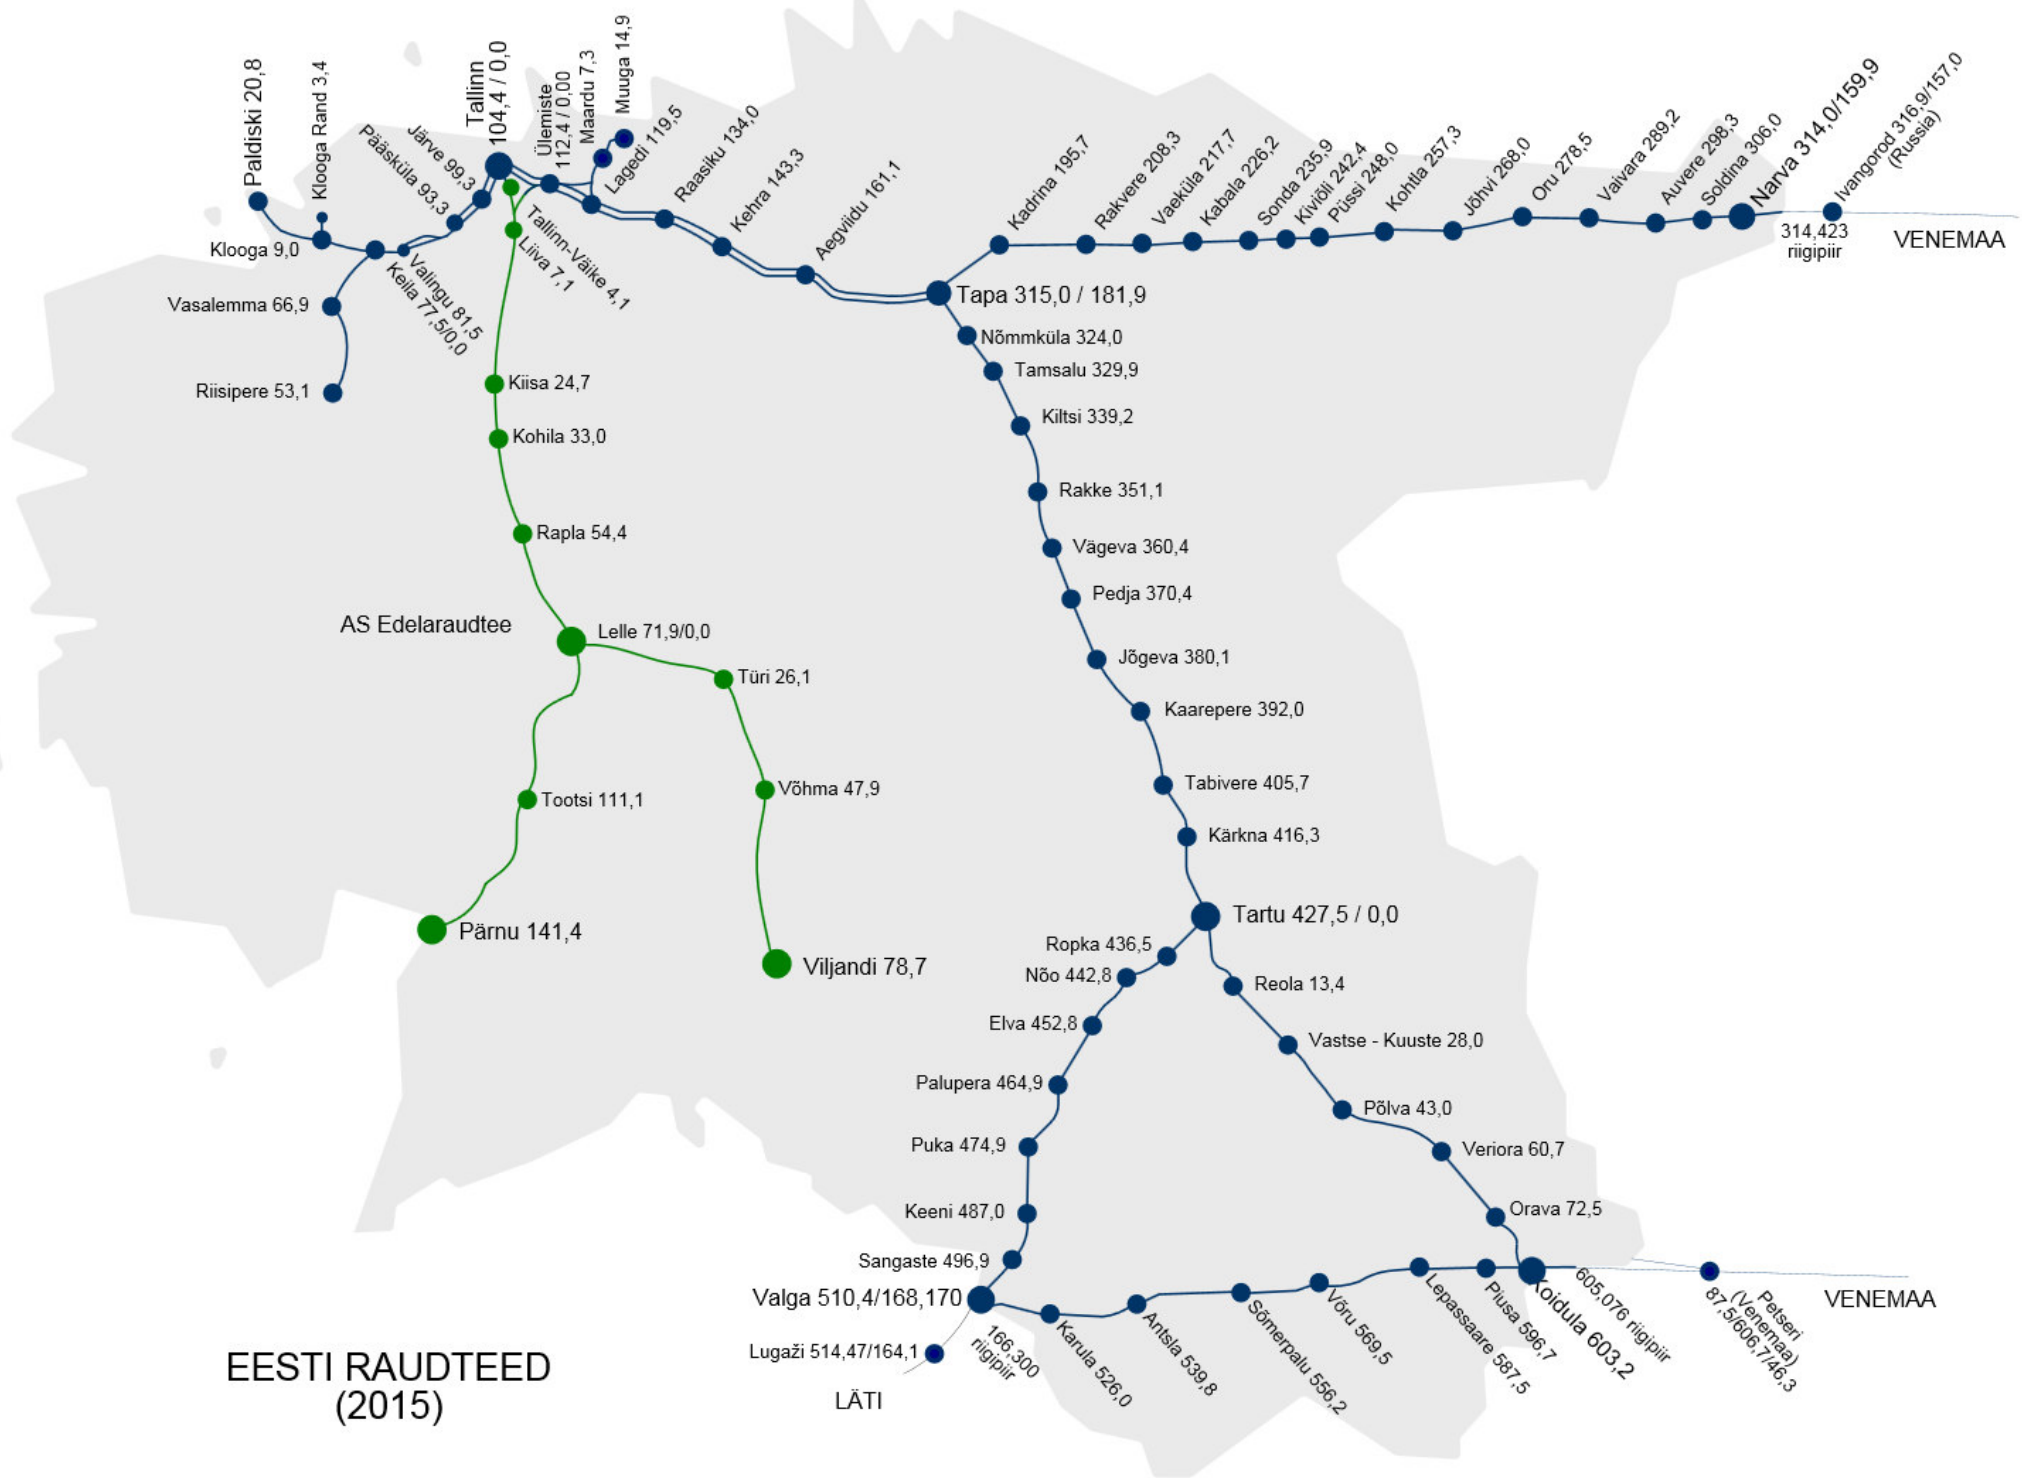 Paldiski 20,8
Klooga Rand 3,4
Pääsküla 93,3
Järve 99,3
Tallinn
104,4 / 0,0
Ülemiste
112,4 / 0,00
Maardu 7,3
Muuga 14,9
Lagedi 119,5
Raasiku 134,0
Kehra 143,3
Aegviidu 161,1
Kadrina 195,7
Rakvere 208,3
Vaeküla 217,7
Kabala 226,2
Sonda 235,9
Kiviõli 242,4
Püssi 248,0
Kohtla 257,3
Jõhvi 268,0
Oru 278,5
Vaivara 289,2
Auvere 298,3
Soldina 306,0
Narva 314,0/159,9
Ivangorod 316,9/157,0
(Russia)
314,423
riigipiir
VENEMAA
Klooga 9,0
Keila 77,5/0,0
Valingu 81,5
Tallinn-Väike 4,1
Liiva 7,1
Vasalemma 66,9
Riisipere 53,1
Tapa 315,0 / 181,9
Nõmmküla 324,0
Tamsalu 329,9
Kiltsi 339,2
Rakke 351,1
Vägeva 360,4
Pedja 370,4
Jõgeva 380,1
Kaarepere 392,0
Tabivere 405,7
Kärkna 416,3
Tartu 427,5 / 0,0
Kiisa 24,7
Kohila 33,0
Rapla 54,4
AS Edelaraudtee
Lelle 71,9/0,0
Türi 26,1
Võhma 47,9
Viljandi 78,7
Tootsi 111,1
Pärnu 141,4
Ropka 436,5
Nõo 442,8
Elva 452,8
Palupera 464,9
Puka 474,9
Keeni 487,0
Sangaste 496,9
Valga 510,4/168,170
Lugaži 514,47/164,1
LÄTI
166,300
riigipiir
Reola 13,4
Vastse - Kuuste 28,0
Põlva 43,0
Veriora 60,7
Orava 72,5
Karula 526,0
Antsla 539,8
Sõmerpalu 556,2
Võru 569,5
Lepassaare 587,5
Piusa 596,7
Koidula 603,2
605,076 riigipiir
Petseri
(Venemaa)
87,5/606,7/46,3
VENEMAA
EESTI RAUDTEED
(2015)